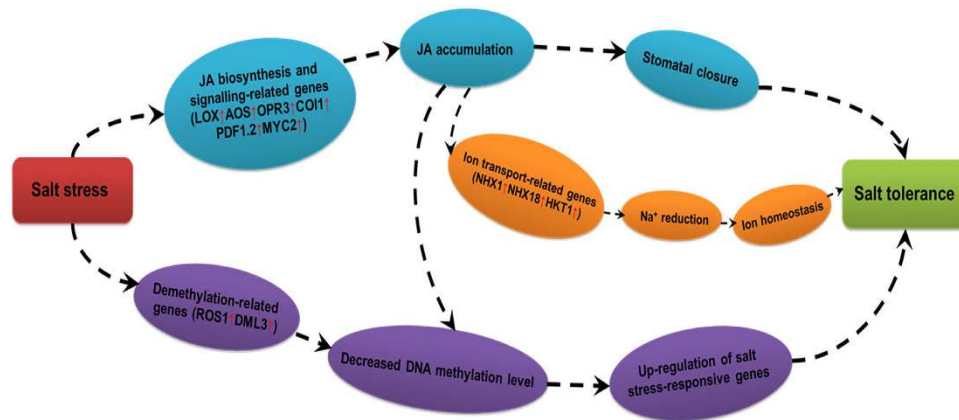 Salt stress
JA biosynthesis and
signalling-related genes
(LOX↑AOS↑OPR3↑COI1↑
PDF1.2↑MYC2↑)
JA accumulation
Stomatal closure
Ion transport-related genes
(NHX1↑NHX18↑HKT1↑)
Na⁺ reduction
Ion homeostasis
Salt tolerance
Demethylation-related
genes (ROS1↑DML3↑)
Decreased DNA methylation level
Up-regulation of salt
stress-responsive genes